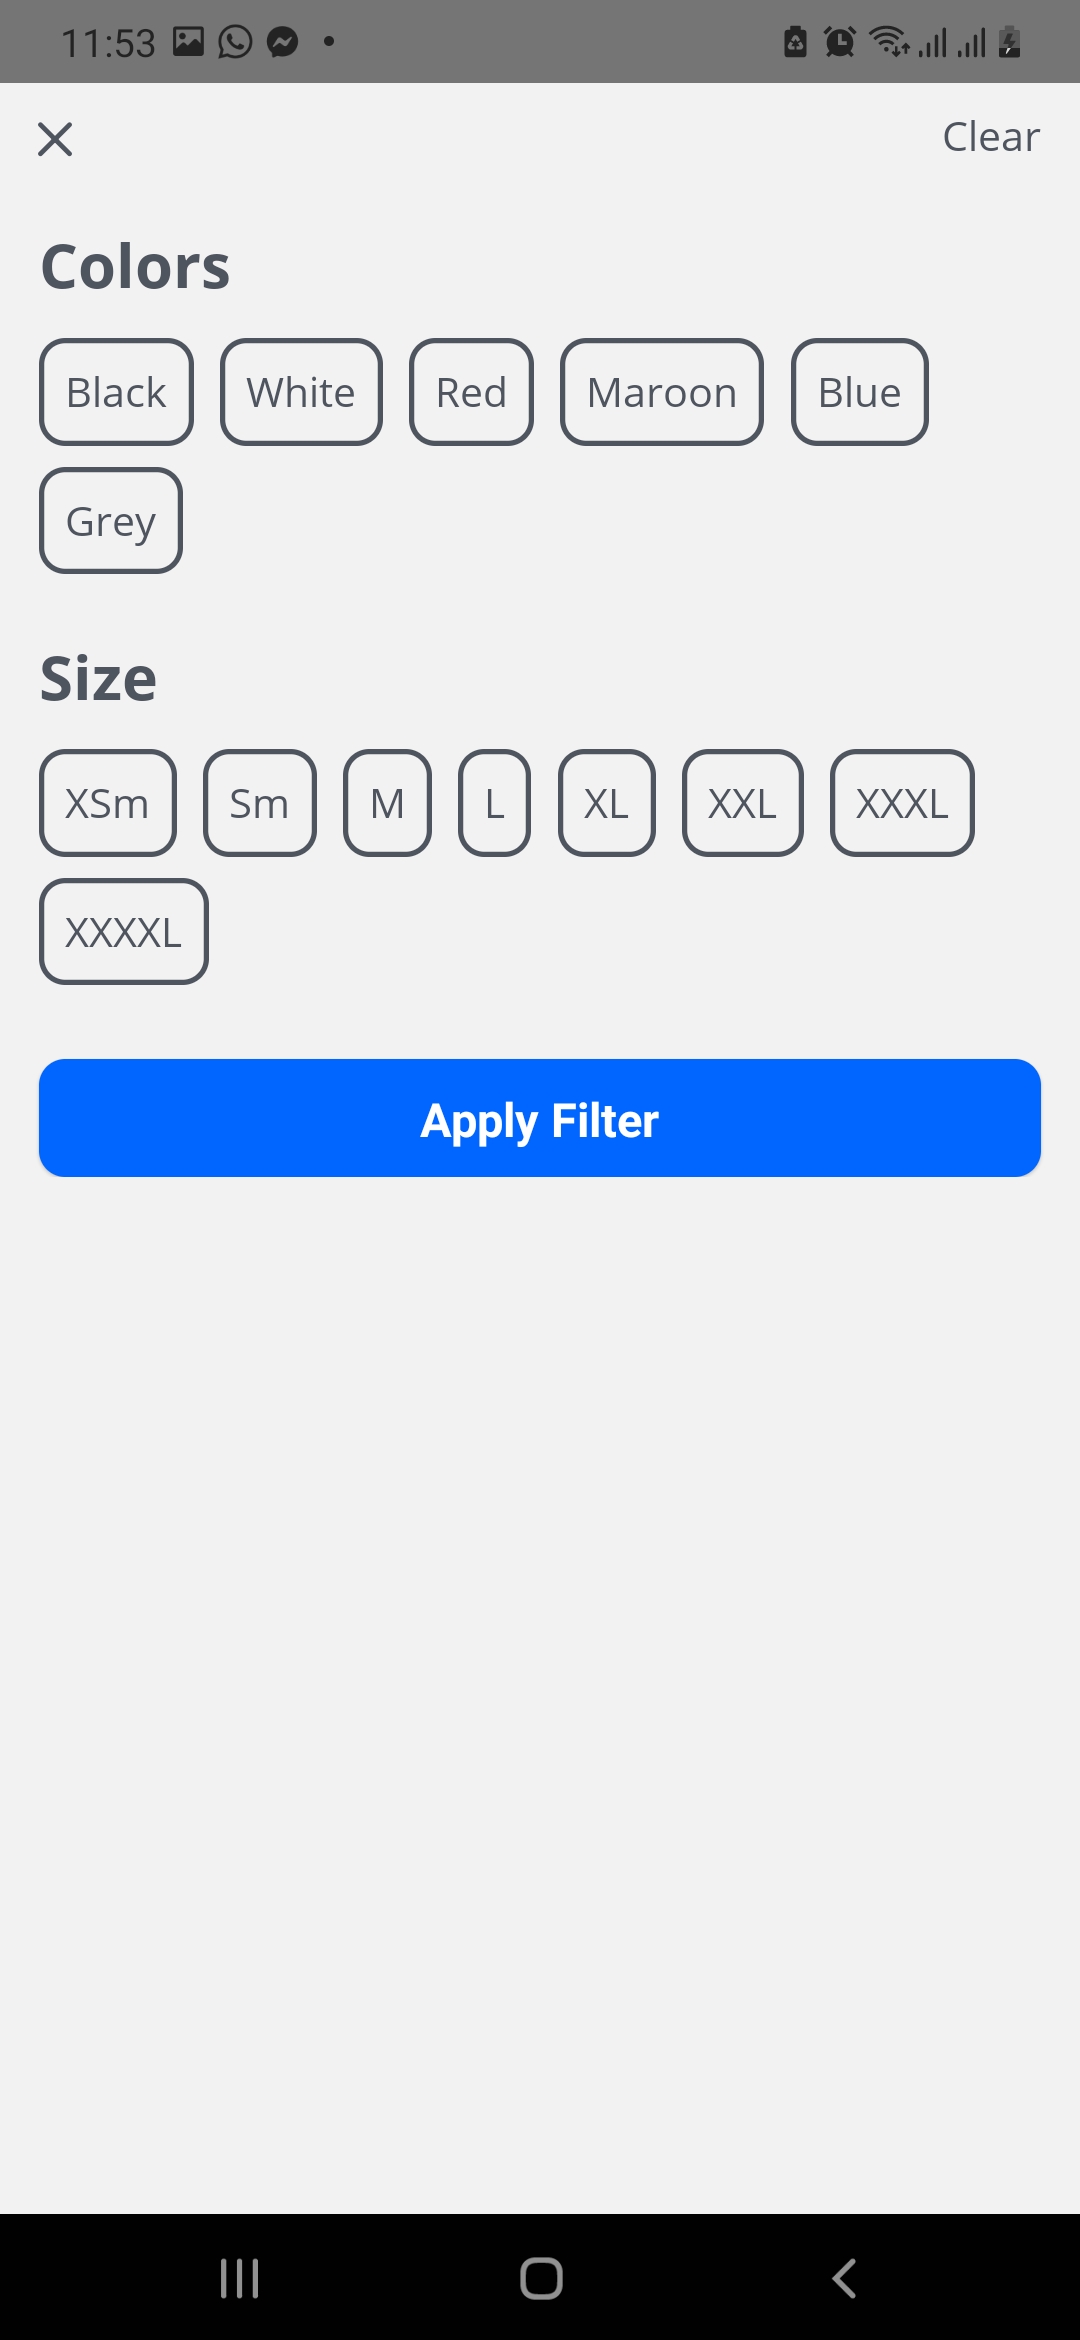 11:53
Clear
Colors
Black White Red Maroon Blue
Grey
Size
XSm Sm M L XL XXL XXXL
XXXXL
Apply Filter